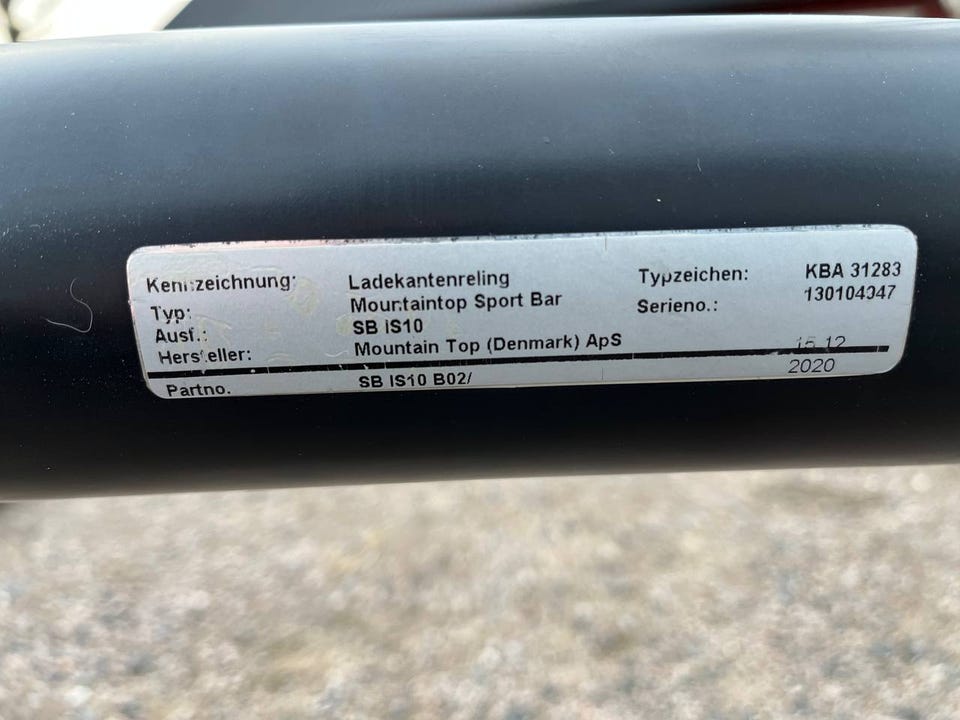 Kennzeichnung: Ladekantenreling Typzeichen: KBA 31283
Typ: Mountaintop Sport Bar Serieno.: 130104347
Ausf.: SB IS10
Hersteller: Mountain Top (Denmark) ApS 15.12
Partno. SB IS10 B02/ 2020